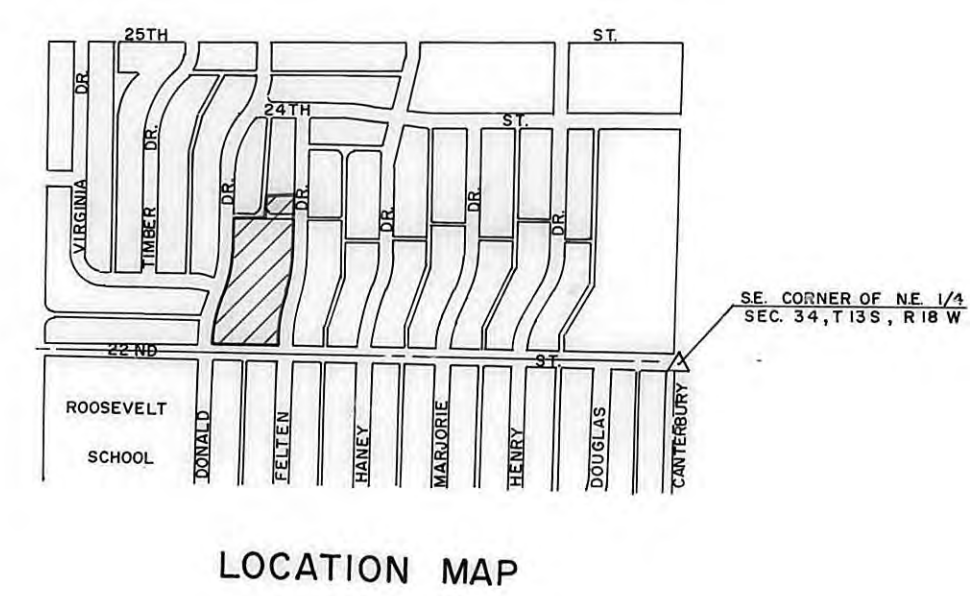 25TH ST.
VIRGINIA DR.
TIMBER DR.
24TH ST.
DR.
DR.
DR.
DR.
DR.
S.E. CORNER OF N.E. 1/4
SEC. 34, T 13 S, R 18 W
22 ND ST.
ROOSEVELT
SCHOOL
DONALD
FELTEN
HANEY
MARJORIE
HENRY
DOUGLAS
CANTERBURY
LOCATION MAP